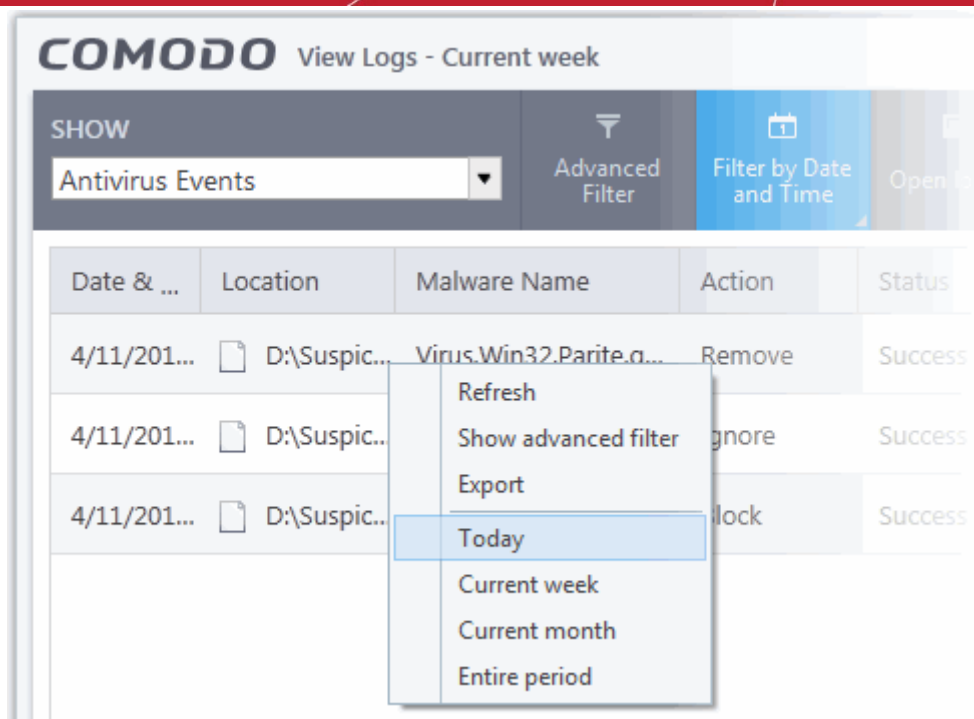 COMODO View Logs - Current week
SHOW
Antivirus Events
Advanced
Filter
Filter by Date
and Time
Open
Date & ... Location Malware Name Action Status
4/11/201... D:\Suspic... Virus.Win32.Parite.g... Remove Success
4/11/201... D:\Suspic... gnore Success
4/11/201... D:\Suspic... lock Success
Refresh
Show advanced filter
Export
Today
Current week
Current month
Entire period